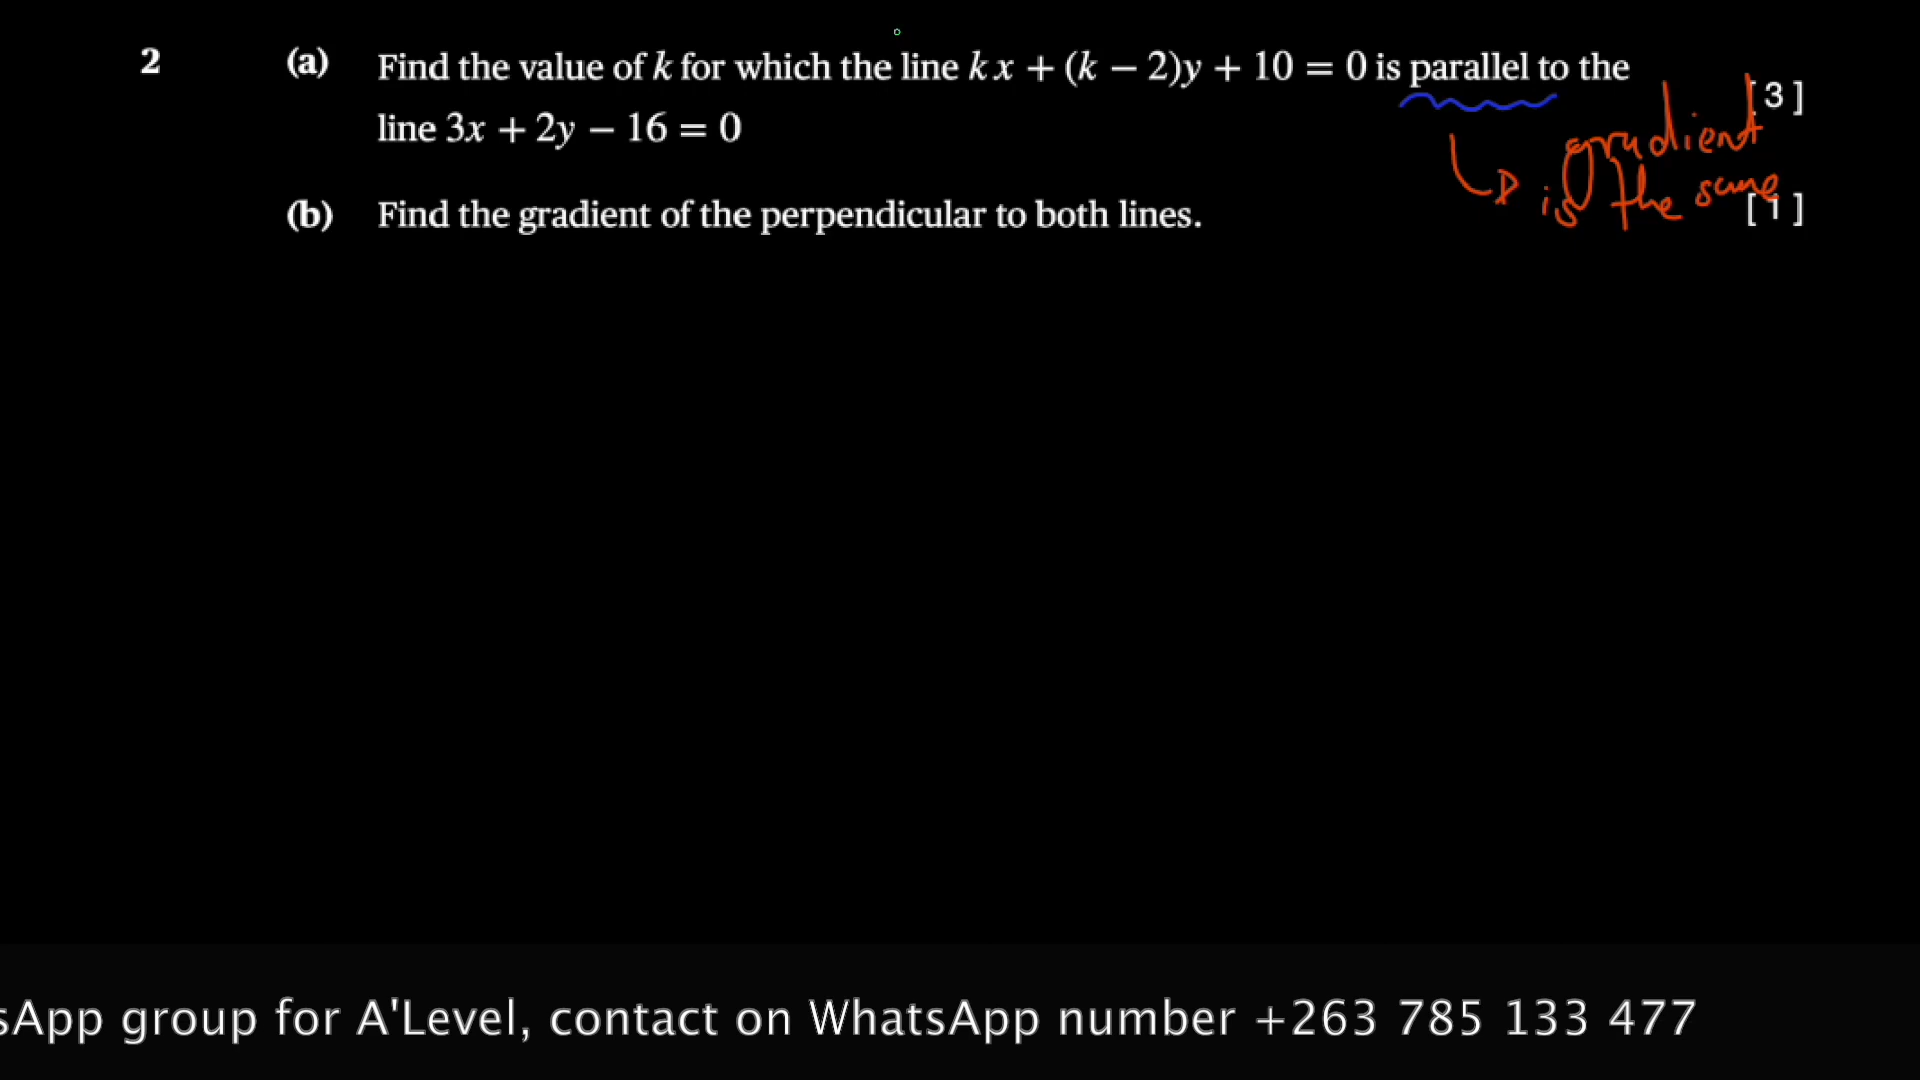 2 (a) Find the value of k for which the line kx + (k − 2)y + 10 = 0 is parallel to the
[3]
line 3x + 2y − 16 = 0
gradient
is the same
(b) Find the gradient of the perpendicular to both lines. [1]
sApp group for A'Level, contact on WhatsApp number +263 785 133 477